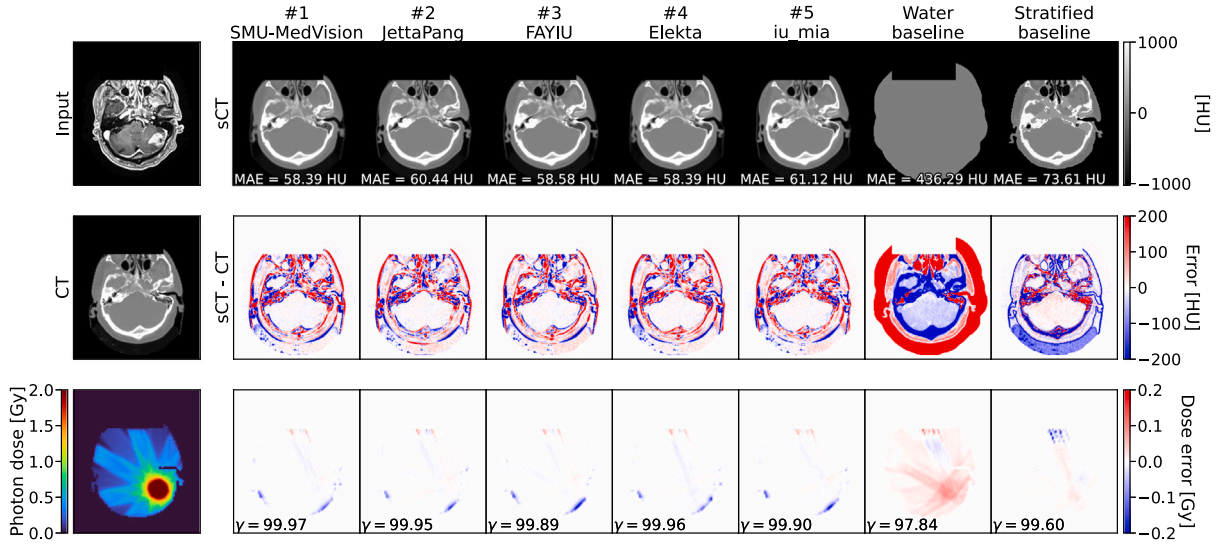 #1
SMU-MedVision
#2
JettaPang
#3
FAYIU
#4
Elekta
#5
iu_mia
Water
baseline
Stratified
baseline
Input
sCT
MAE = 58.39 HU
MAE = 60.44 HU
MAE = 58.58 HU
MAE = 58.39 HU
MAE = 61.12 HU
MAE = 436.29 HU
MAE = 73.61 HU
1000
0
−1000
[HU]
CT
sCT - CT
200
100
0
−100
−200
Error [HU]
Photon dose [Gy]
2.0
1.5
1.0
0.5
0.0
γ = 99.97
γ = 99.95
γ = 99.89
γ = 99.96
γ = 99.90
γ = 97.84
γ = 99.60
0.2
0.1
0.0
−0.1
−0.2
Dose error [Gy]